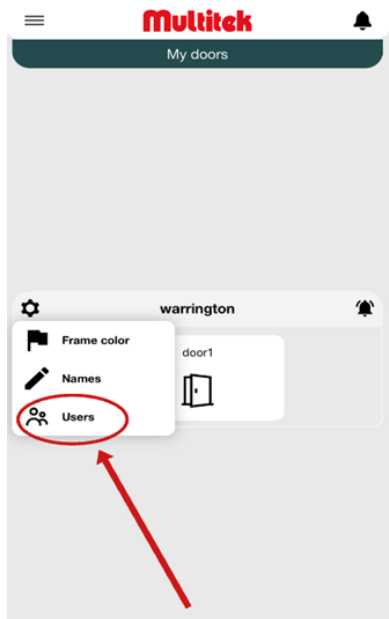 Multitek
My doors
warrington
Frame color
door1
Names
Users